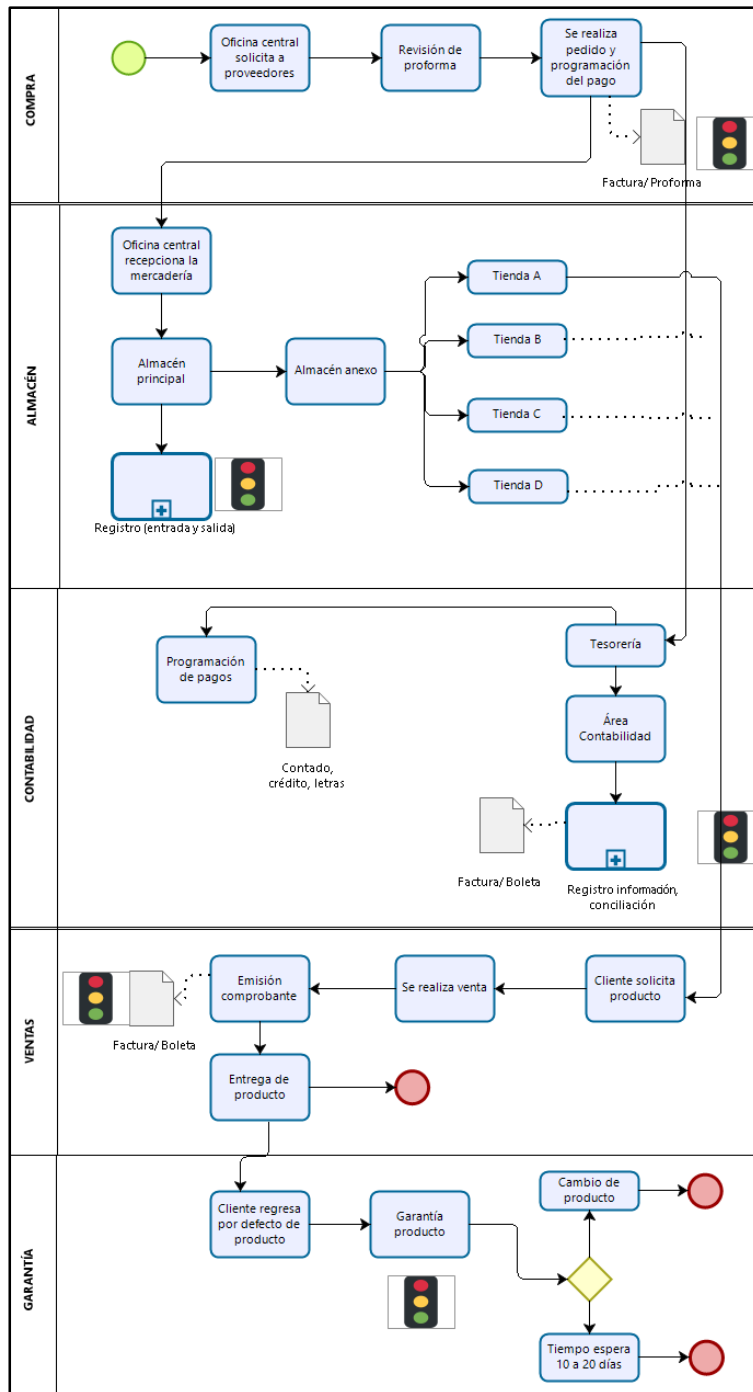 COMPRA
Oficina central
solicita a
proveedores
Revisión de
proforma
Se realiza
pedido y
programación
del pago
Factura/ Proforma
ALMACÉN
Oficina central
recepciona la
mercadería
Almacén
principal
Almacén anexo
Tienda A
Tienda B
Tienda C
Tienda D
Registro (entrada y salida)
CONTABILIDAD
Programación
de pagos
Contado,
crédito, letras
Tesorería
Área
Contabilidad
Factura/ Boleta
Registro información,
conciliación
VENTAS
Cliente solicita
producto
Se realiza venta
Emisión
comprobante
Factura/ Boleta
Entrega de
producto
GARANTÍA
Cliente regresa
por defecto de
producto
Garantía
producto
Cambio de
producto
Tiempo espera
10 a 20 días